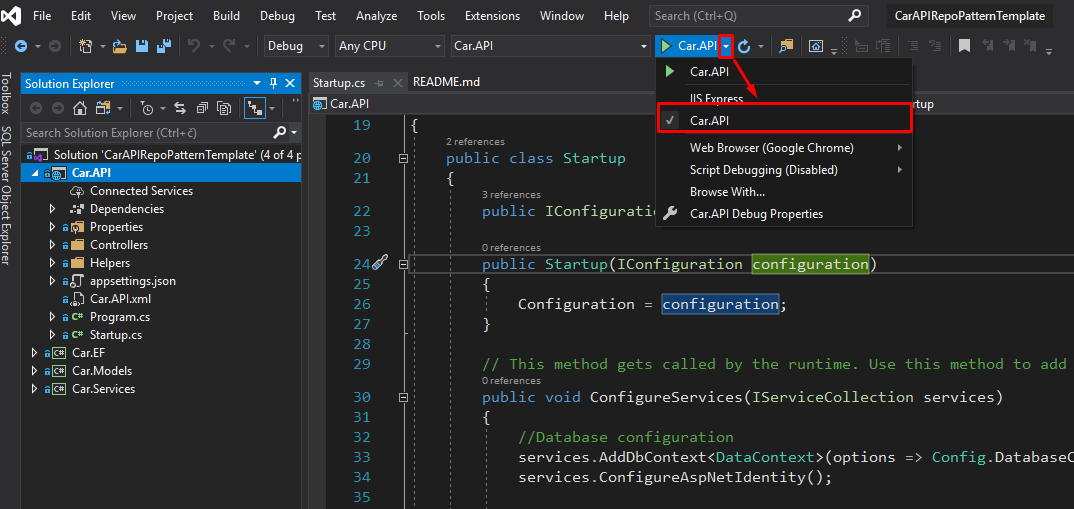 File Edit View Project Build Debug Test Analyze Tools Extensions Window Help Search (Ctrl+Q) CarAPIRepoPatternTemplate
Debug Any CPU Car.API Car.API
Toolbox
SQL Server Object Explorer
Solution Explorer
Search Solution Explorer (Ctrl+č)
Solution 'CarAPIRepoPatternTemplate' (4 of 4 p
Car.API
Connected Services
Dependencies
Properties
Controllers
Helpers
appsettings.json
Car.API.xml
C# Program.cs
C# Startup.cs
C# Car.EF
C# Car.Models
C# Car.Services
Startup.cs README.md
Car.API
artup
Car.API
IIS Express
Car.API
Web Browser (Google Chrome)
Script Debugging (Disabled)
Browse With...
Car.API Debug Properties
19 {
2 references
20 public class Startup
21 {
3 references
22 public IConfiguratio
23
0 references
24 public Startup(IConfiguration configuration)
25 {
26 Configuration = configuration;
27 }
28
29 // This method gets called by the runtime. Use this method to add
0 references
30 public void ConfigureServices(IServiceCollection services)
31 {
32 //Database configuration
33 services.AddDbContext<DataContext>(options => Config.DatabaseC
34 services.ConfigureAspNetIdentity();
35